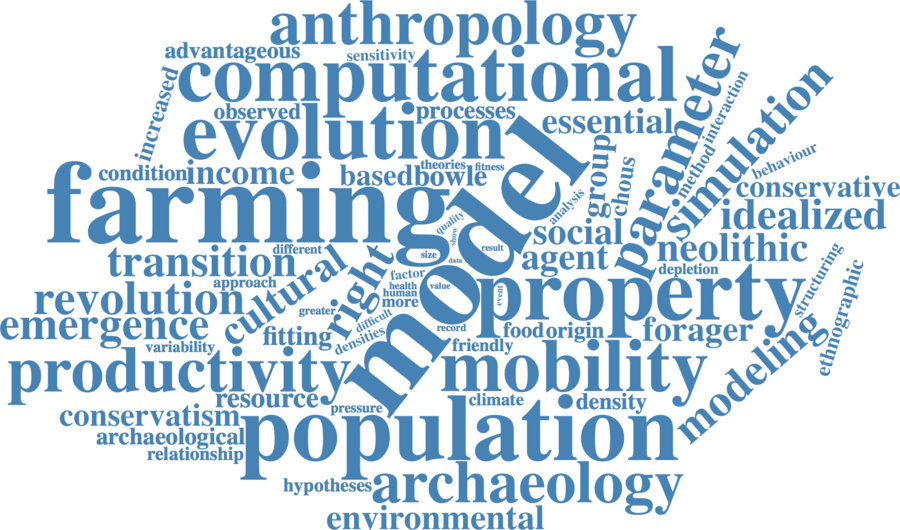 anthropology
advantageous
sensitivity
computational
increased
observed
processes
evolution
essential
parameter
interaction
simulation
method
behaviour
condition
income
theories
fitness
based
bowle
group
chous
analysis
conservative
farming
model
idealized
quality
show
social
neolithic
different
size
data
result
agent
transition
cultural
right
factor
depletion
approach
health
human
value
event
property
structuring
ethnographic
revolution
more
greater
difficult
emergence
fitting
densities
record
food
origin
forager
variability
friendly
modeling
productivity
mobility
resource
pressure
climate
density
conservatism
population
archaeological
relationship
hypotheses
archaeology
environmental